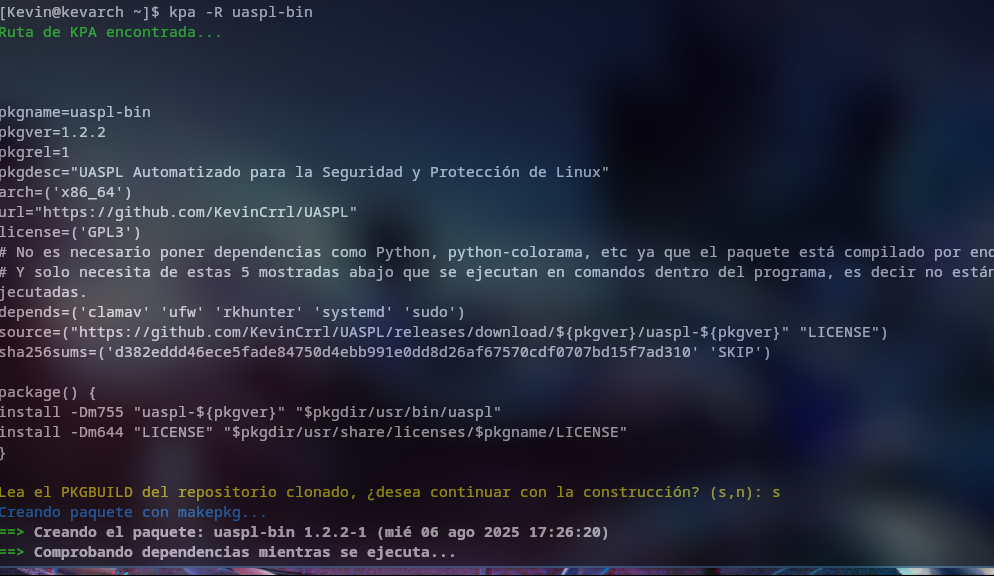 [Kevin@kevarch ~]$ kpa -R uaspl-bin
Ruta de KPA encontrada...
pkgname=uaspl-bin
pkgver=1.2.2
pkgrel=1
pkgdesc="UASPL Automatizado para la Seguridad y Protección de Linux"
arch=('x86_64')
url="https://github.com/KevinCrrl/UASPL"
license=('GPL3')
# No es necesario poner dependencias como Python, python-colorama, etc ya que el paquete está compilado por enc
# Y solo necesita de estas 5 mostradas abajo que se ejecutan en comandos dentro del programa, es decir no están
jecutadas.
depends=('clamav' 'ufw' 'rkhunter' 'systemd' 'sudo')
source=("https://github.com/KevinCrrl/UASPL/releases/download/${pkgver}/uaspl-${pkgver}" "LICENSE")
sha256sums=('d382eddd46ece5fade84750d4ebb991e0dd8d26af67570cdf0707bd15f7ad310' 'SKIP')
package() {
install -Dm755 "uaspl-${pkgver}" "$pkgdir/usr/bin/uaspl"
install -Dm644 "LICENSE" "$pkgdir/usr/share/licenses/$pkgname/LICENSE"
}
Lea el PKGBUILD del repositorio clonado, ¿desea continuar con la construcción? (s,n): s
Creando paquete con makepkg...
==> Creando el paquete: uaspl-bin 1.2.2-1 (mié 06 ago 2025 17:26:20)
==> Comprobando dependencias mientras se ejecuta...